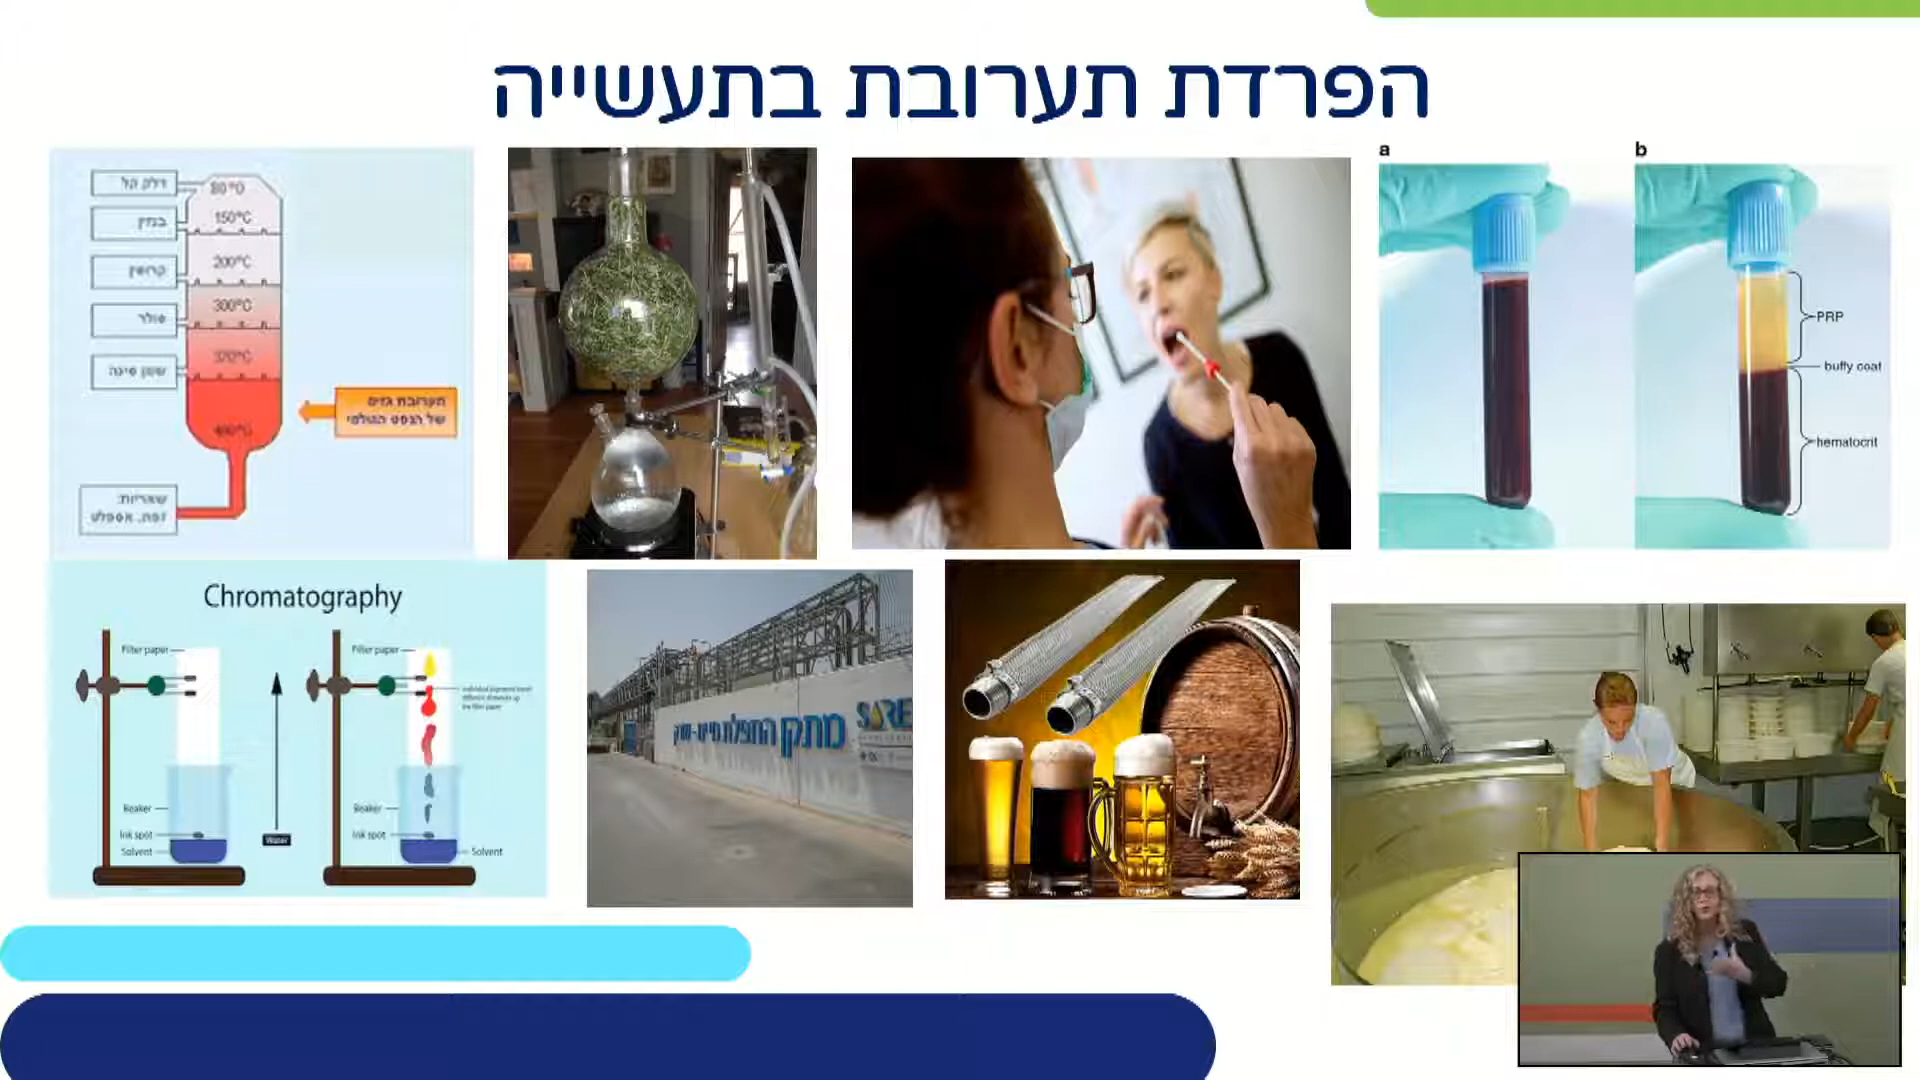 הפרדת תערובת בתעשייה
דלק קל
בנזין
קרוסין
סולר
שמן סיכה
שאריות:
זפת, אספלט
80°C
150°C
200°C
300°C
370°C
400°C
תערובת גזים
של הנפט הגולמי
a
b
PRP
buffy coat
hematocrit
Chromatography
Filter paper
Beaker
Ink spot
Solvent
Water
Filter paper
Beaker
Ink spot
Solvent
מתקן התפלת מי-ים